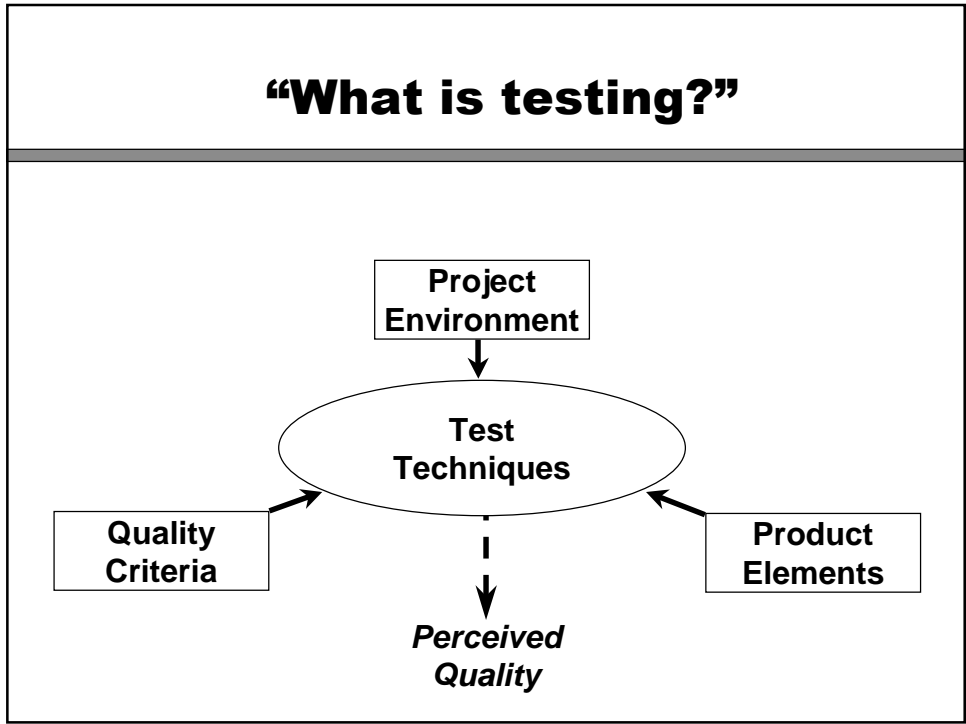 “What is testing?”
Project
Environment
Test
Techniques
Quality
Criteria
Product
Elements
Perceived
Quality